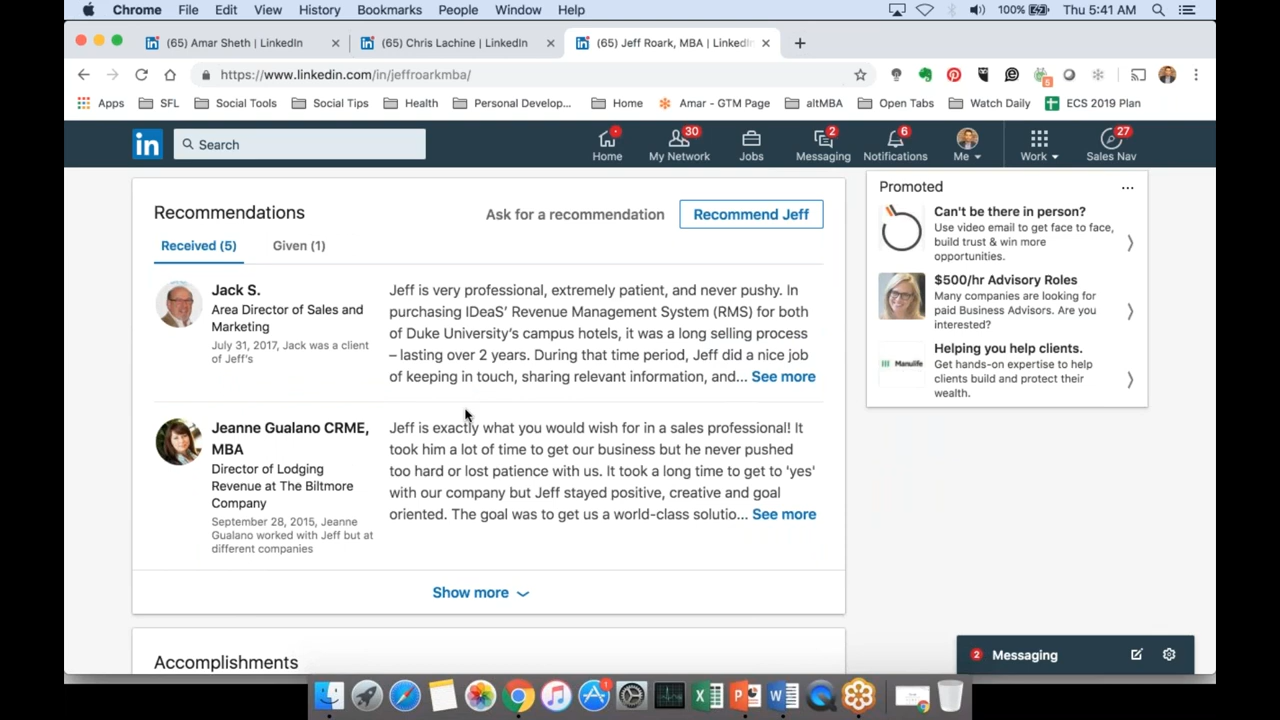 Chrome File Edit View History Bookmarks People Window Help 100% Thu 5:41 AM
(65) Amar Sheth | LinkedIn
(65) Chris Lachine | LinkedIn
(65) Jeff Roark, MBA | LinkedIn
https://www.linkedin.com/in/jeffroarkmba/
5
Apps SFL Social Tools Social Tips Health Personal Develop... Home Amar - GTM Page altMBA Open Tabs Watch Daily ECS 2019 Plan
in Search
30 2 6 27
Home My Network Jobs Messaging Notifications Me Work Sales Nav
Recommendations
Ask for a recommendation
Recommend Jeff
Received (5) Given (1)
Jack S.
Area Director of Sales and
Marketing
July 31, 2017, Jack was a client
of Jeff's
Jeff is very professional, extremely patient, and never pushy. In
purchasing IDeaS' Revenue Management System (RMS) for both
of Duke University's campus hotels, it was a long selling process
– lasting over 2 years. During that time period, Jeff did a nice job
of keeping in touch, sharing relevant information, and... See more
Jeanne Gualano CRME,
MBA
Director of Lodging
Revenue at The Biltmore
Company
September 28, 2015, Jeanne
Gualano worked with Jeff but at
different companies
Jeff is exactly what you would wish for in a sales professional! It
took him a lot of time to get our business but he never pushed
too hard or lost patience with us. It took a long time to get to 'yes'
with our company but Jeff stayed positive, creative and goal
oriented. The goal was to get us a world-class solutio... See more
Show more
Accomplishments
Promoted
Can't be there in person?
Use video email to get face to face,
build trust & win more
opportunities.
$500/hr Advisory Roles
Many companies are looking for
paid Business Advisors. Are you
interested?
Manulife
Helping you help clients.
Get hands-on expertise to help
clients build and protect their
wealth.
2 Messaging
1